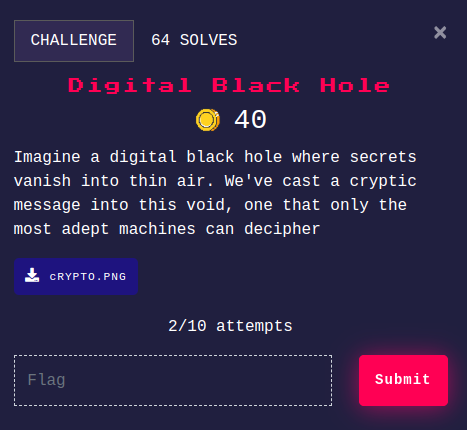 CHALLENGE 64 SOLVES ×
Digital Black Hole
40
Imagine a digital black hole where secrets
vanish into thin air. We've cast a cryptic
message into this void, one that only the
most adept machines can decipher
cRYPTO.PNG
2/10 attempts
Flag Submit